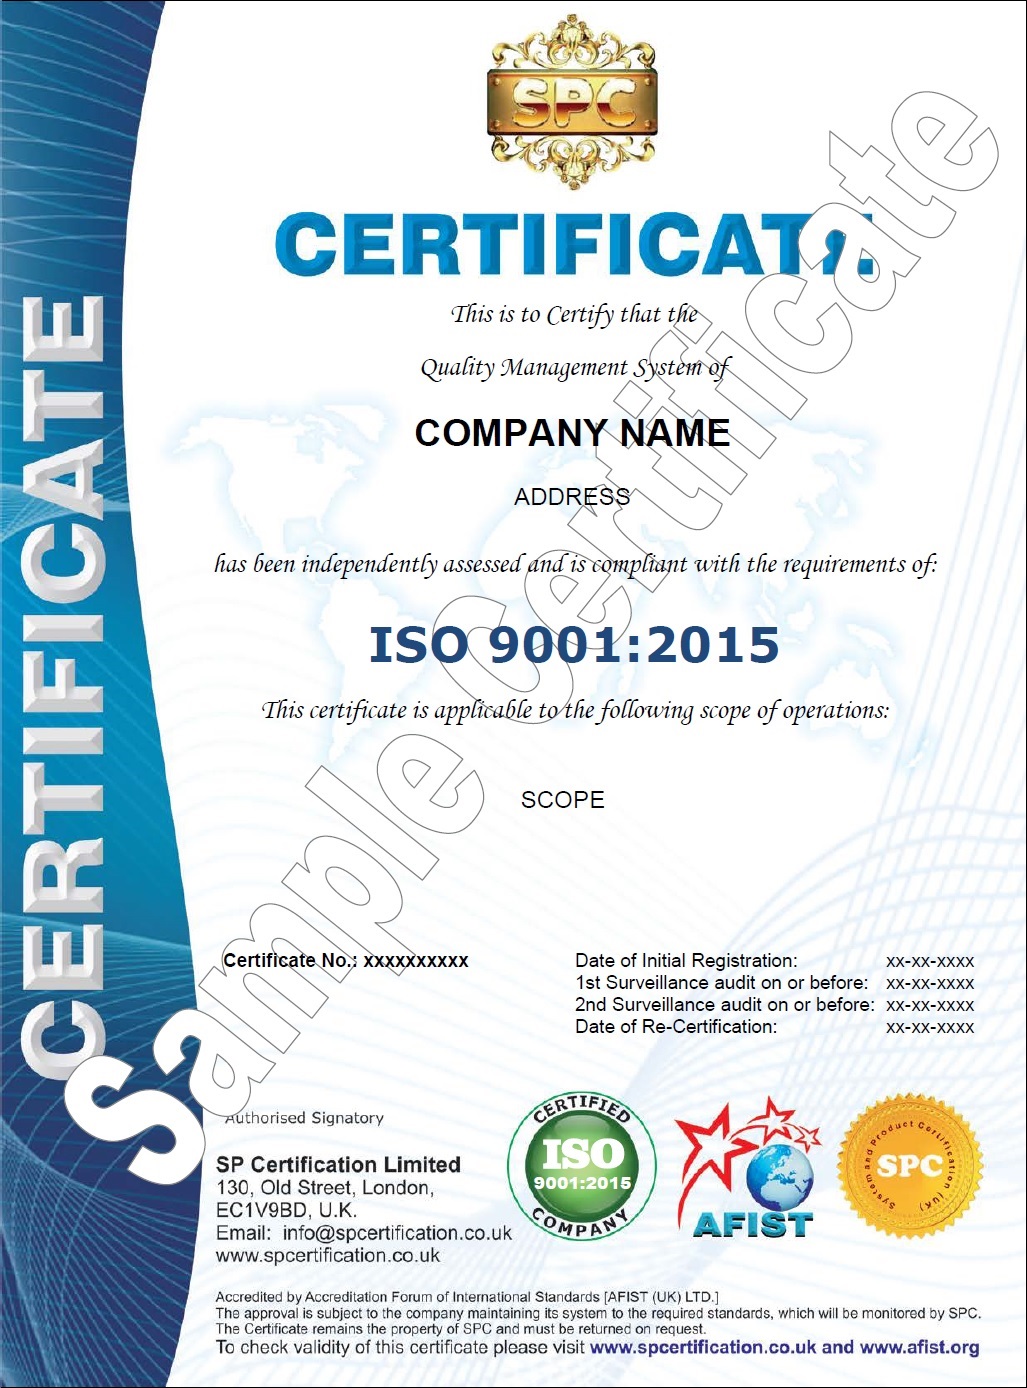 SPC
CERTIFICATE
CERTIFICATE
This is to Certify that the
Quality Management System of
COMPANY NAME
ADDRESS
has been independently assessed and is compliant with the requirements of:
ISO 9001:2015
This certificate is applicable to the following scope of operations:
SCOPE
Sample Certificate
Certificate No.: xxxxxxxxxx
Date of Initial Registration: xx-xx-xxxx
1st Surveillance audit on or before: xx-xx-xxxx
2nd Surveillance audit on or before: xx-xx-xxxx
Date of Re-Certification: xx-xx-xxxx
Authorised Signatory
SP Certification Limited
130, Old Street, London,
EC1V9BD, U.K.
Email: info@spcertification.co.uk
www.spcertification.co.uk
CERTIFIED
ISO
9001:2015
COMPANY
AFIST
System and Product Certification (UK)
SPC
Accredited by Accreditation Forum of International Standards [AFIST (UK) LTD.]
The approval is subject to the company maintaining its system to the required standards, which will be monitored by SPC.
The Certificate remains the property of SPC and must be returned on request.
To check validity of this certificate please visit www.spcertification.co.uk and www.afist.org